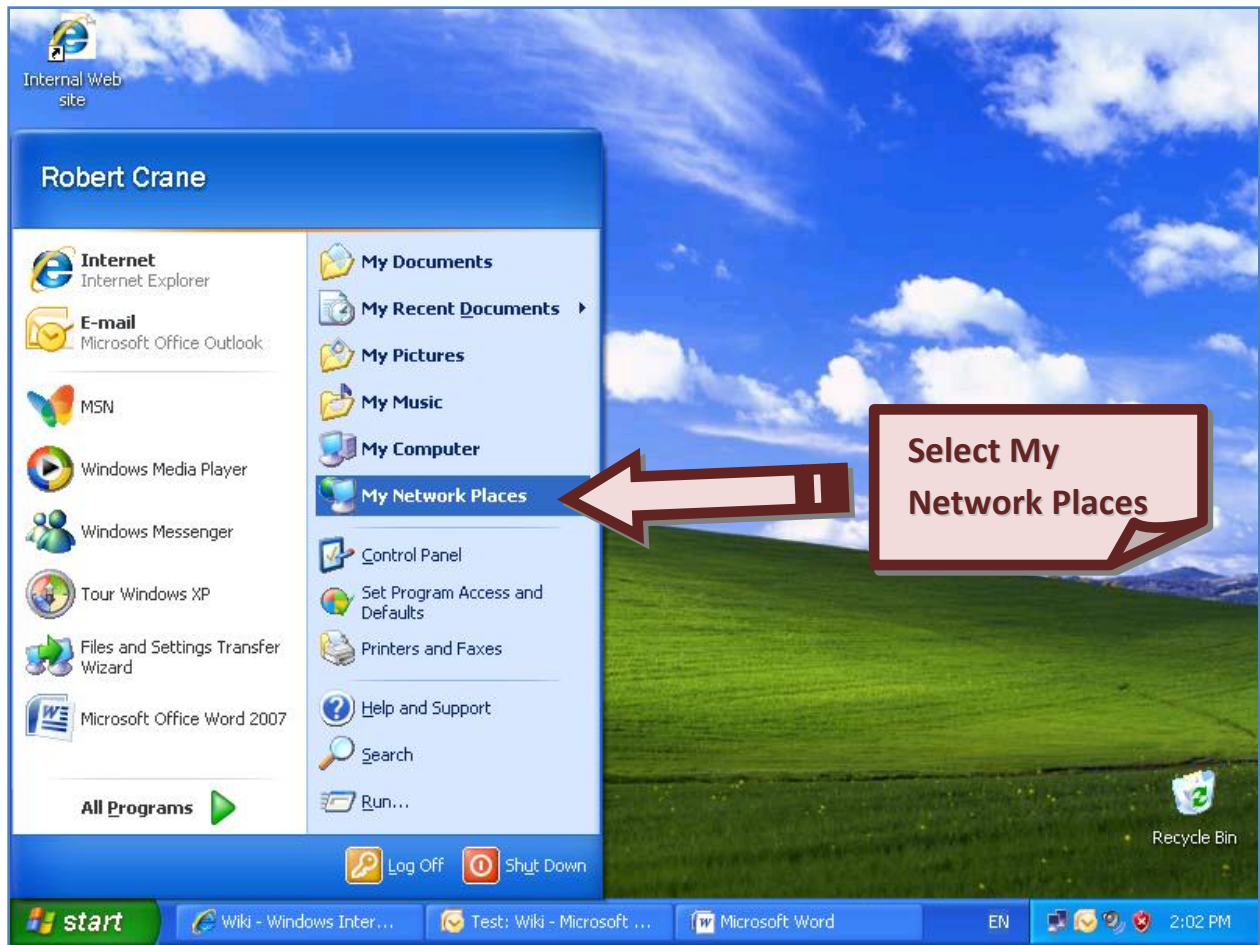 Internal Web
site
Robert Crane
Internet
Internet Explorer
E-mail
Microsoft Office Outlook
MSN
Windows Media Player
Windows Messenger
Tour Windows XP
Files and Settings Transfer
Wizard
Microsoft Office Word 2007
All Programs
My Documents
My Recent Documents
My Pictures
My Music
My Computer
My Network Places
Control Panel
Set Program Access and
Defaults
Printers and Faxes
Help and Support
Search
Run...
Log Off
Shut Down
Select My
Network Places
Recycle Bin
start
Wiki - Windows Inter...
Test: Wiki - Microsoft ...
Microsoft Word
EN
2:02 PM